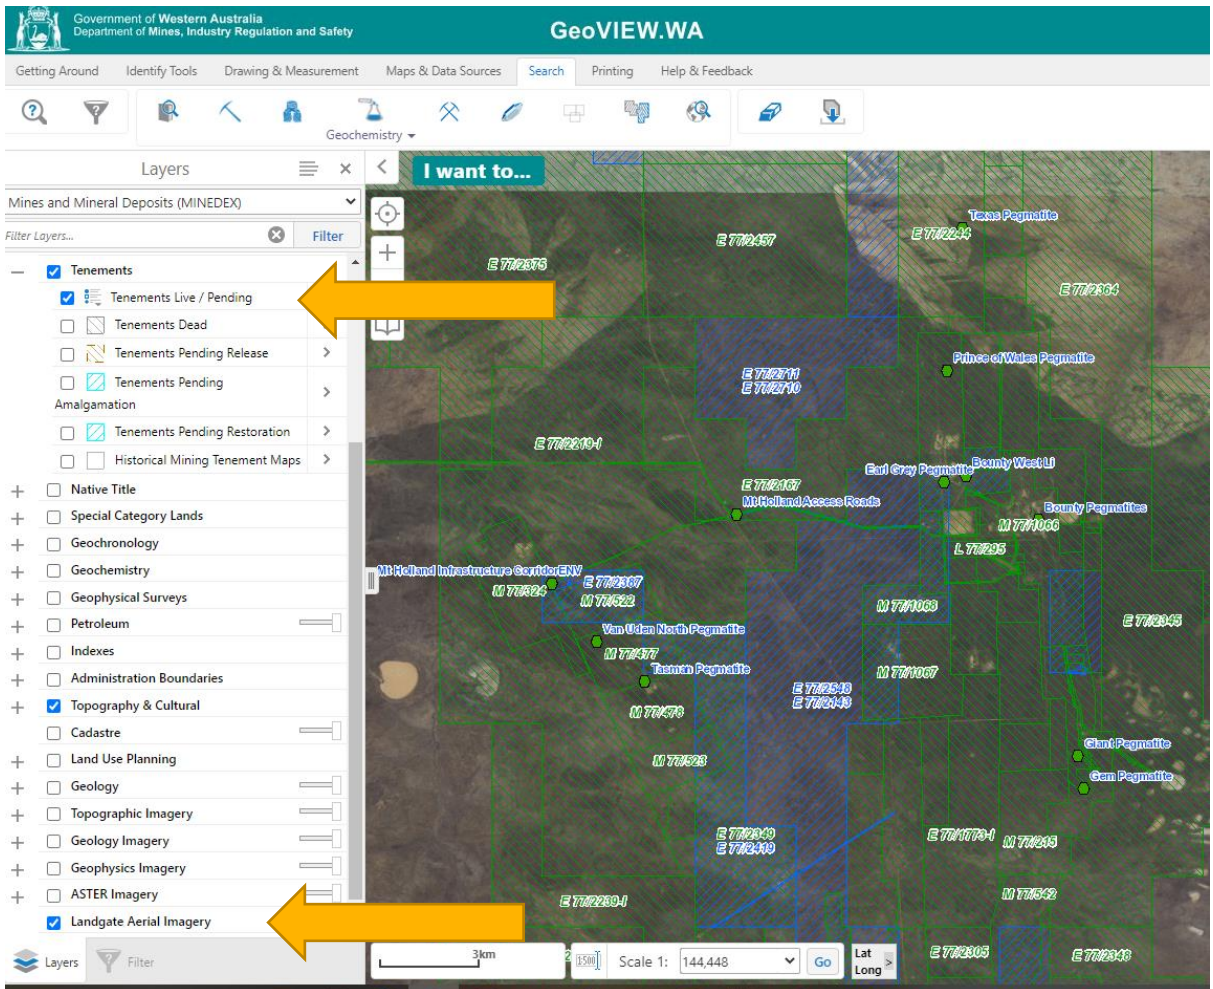 Government of Western Australia
Department of Mines, Industry Regulation and Safety
GeoVIEW.WA
Getting Around
Identify Tools
Drawing & Measurement
Maps & Data Sources
Search
Printing
Help & Feedback
Geochemistry
Layers
I want to...
Mines and Mineral Deposits (MINEDEX)
Filter Layers...
Filter
Tenements
Tenements Live / Pending
Tenements Dead
Tenements Pending Release
Tenements Pending
Amalgamation
Tenements Pending Restoration
Historical Mining Tenement Maps
Native Title
Special Category Lands
Geochronology
Geochemistry
Geophysical Surveys
Petroleum
Indexes
Administration Boundaries
Topography & Cultural
Cadastre
Land Use Planning
Geology
Topographic Imagery
Geology Imagery
Geophysics Imagery
ASTER Imagery
Landgate Aerial Imagery
Layers
Filter
Texas Pegmatite
E 77/2244
E 77/2457
E 77/2375
E 77/2364
Prince of Wales Pegmatite
E 77/2711
E 77/2710
E 77/2219-I
Earl Grey Pegmatite
Bounty West Li
E 77/2167
Mt Holland Access Roads
Bounty Pegmatites
M 77/1066
L 77/295
Mt Holland Infrastructure CorridorENV
E 77/2387
M 77/324
M 77/522
M 77/1068
E 77/2345
Van Uden North Pegmatite
M 77/477
Tasman Pegmatite
M 77/1067
E 77/2548
E 77/2143
M 77/478
Giant Pegmatite
M 77/523
Gem Pegmatite
E 77/2349
E 77/2419
E 77/1773-I
M 77/245
M 77/542
E 77/2239-I
E 77/2305
E 77/2348
3km
2
1:500
Scale 1:
144,448
Go
Lat
Long
>